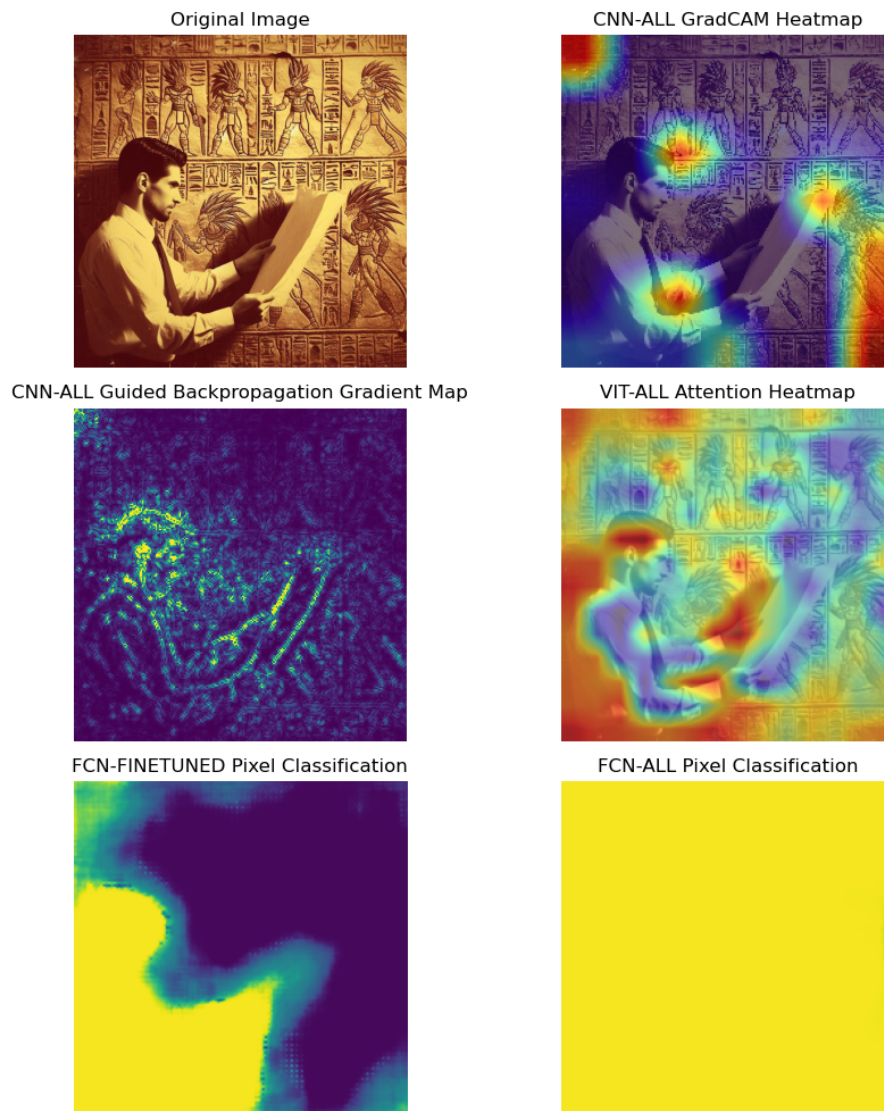 Original Image
CNN-ALL GradCAM Heatmap
CNN-ALL Guided Backpropagation Gradient Map
VIT-ALL Attention Heatmap
FCN-FINETUNED Pixel Classification
FCN-ALL Pixel Classification